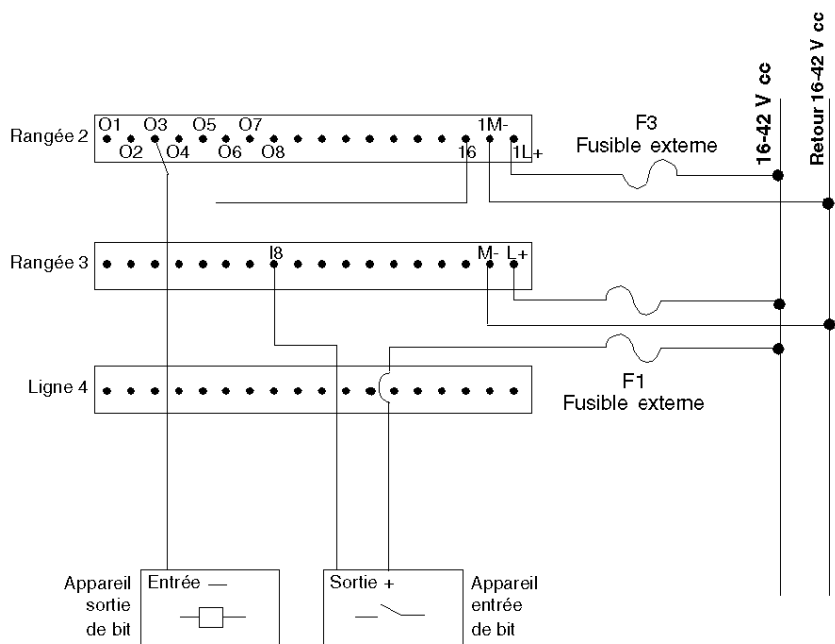 16-42 V cc
Retour 16-42 V cc
O1 O3 O5 O7 1M-
Rangée 2
O2 O4 O6 O8 16 1L+
F3
Fusible externe
I8 M- L+
Rangée 3
F1
Fusible externe
Ligne 4
Entrée —
Appareil
sortie
de bit
Sortie +
Appareil
entrée
de bit